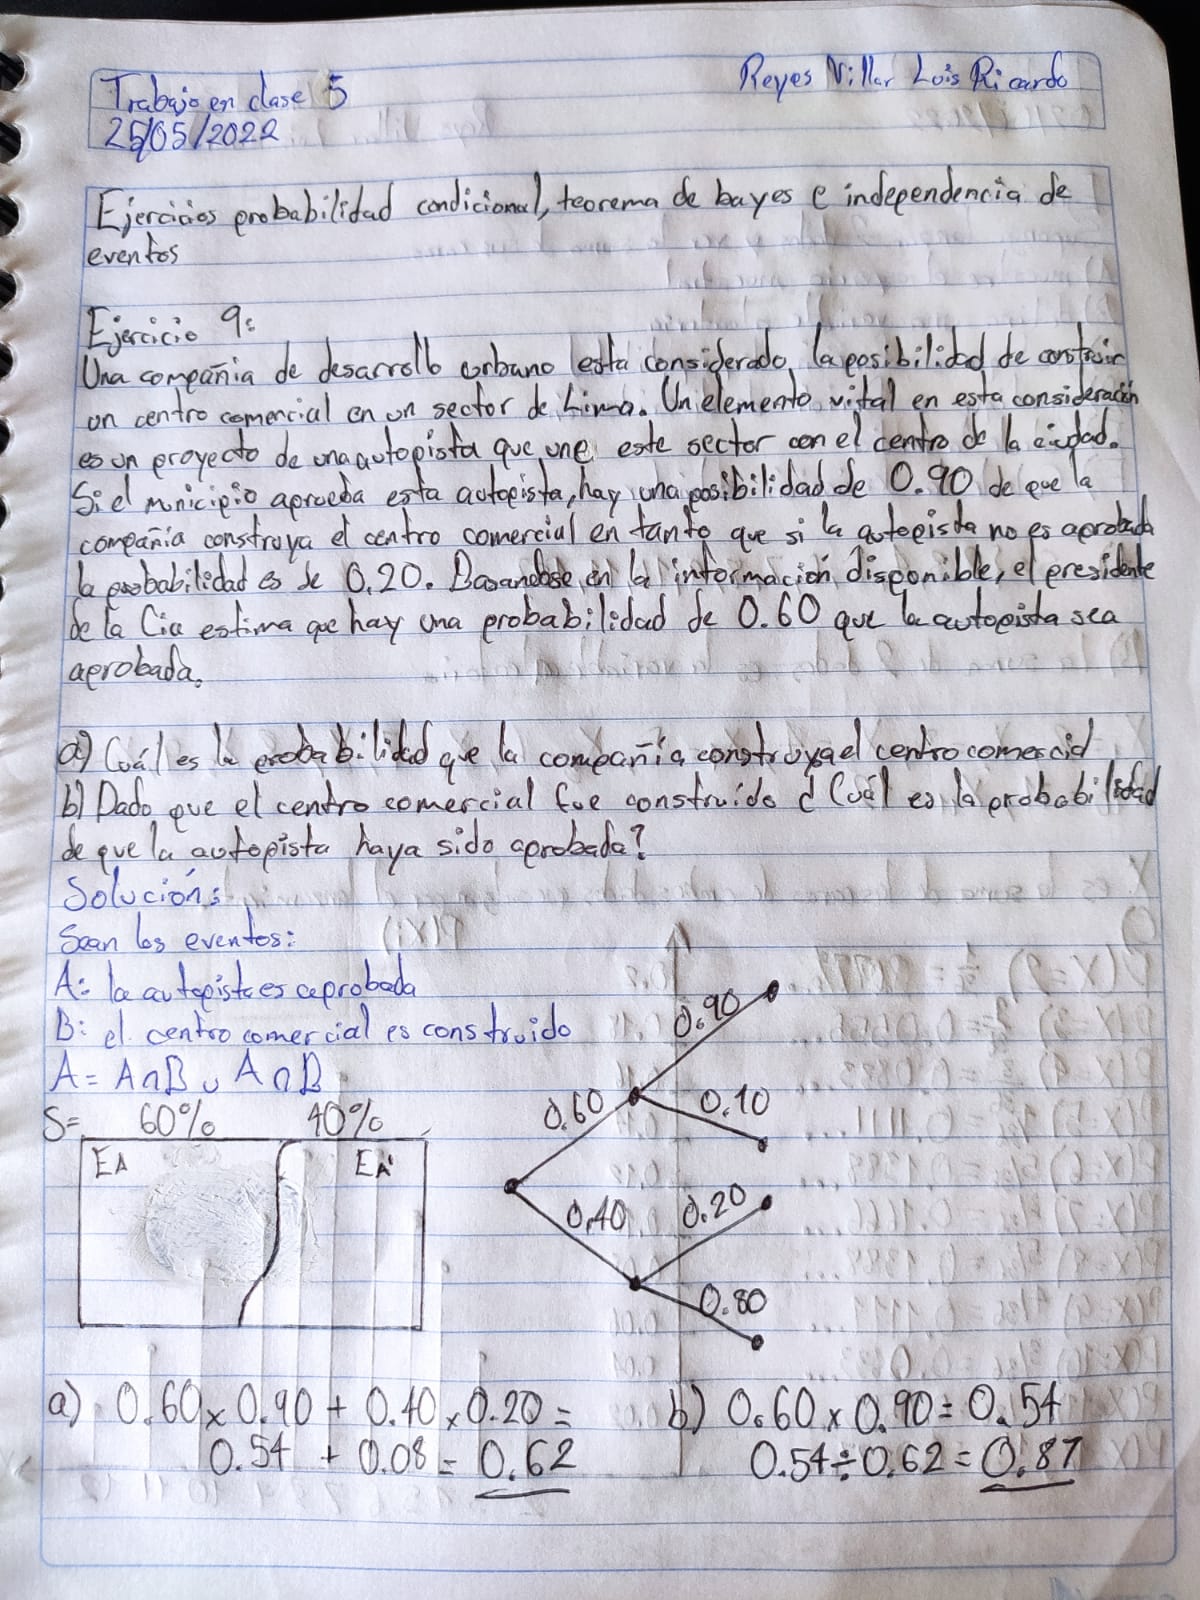 Trabajo en clase 5
Reyes Villar Luis Ricardo
25/05/2022
Ejercicios probabilidad condicional, teorema de bayes e independencia de
eventos
Ejercicio 9:
Una compañia de desarrollo urbano esta considerado la posibilidad de construir
un centro comercial en un sector de Lima. Un elemento vital en esta consideración
es un proyecto de una autopista que une este sector con el centro de la ciudad.
Si el municipio aprueba esta autopista, hay una posibilidad de 0.90 de que la
compañia construya el centro comercial en tanto que si la autopista no es aprobada
la probabilidad es de 0.20. Basandose en la información disponible, el presidente
de la Cia estima que hay una probabilidad de 0.60 que la autopista sea
aprobada.
a) Cuál es la probabilidad que la compañia construya el centro comercial
b) Dado que el centro comercial fue construido ¿Cuál es la probabilidad
de que la autopista haya sido aprobada?
Solución:
Sean los eventos:
A: la autopista es aprobada
B: el centro comercial es construido
A = A∩B ∪ A∩B
S= 60% 40%
EA EA'
0.90
0.60 0.10
0.40 0.20
0.80
a) 0.60 x 0.90 + 0.40 x 0.20 =
0.54 + 0.08 = 0.62
b) 0.60 x 0.90 = 0.54
0.54 ÷ 0.62 = 0.87